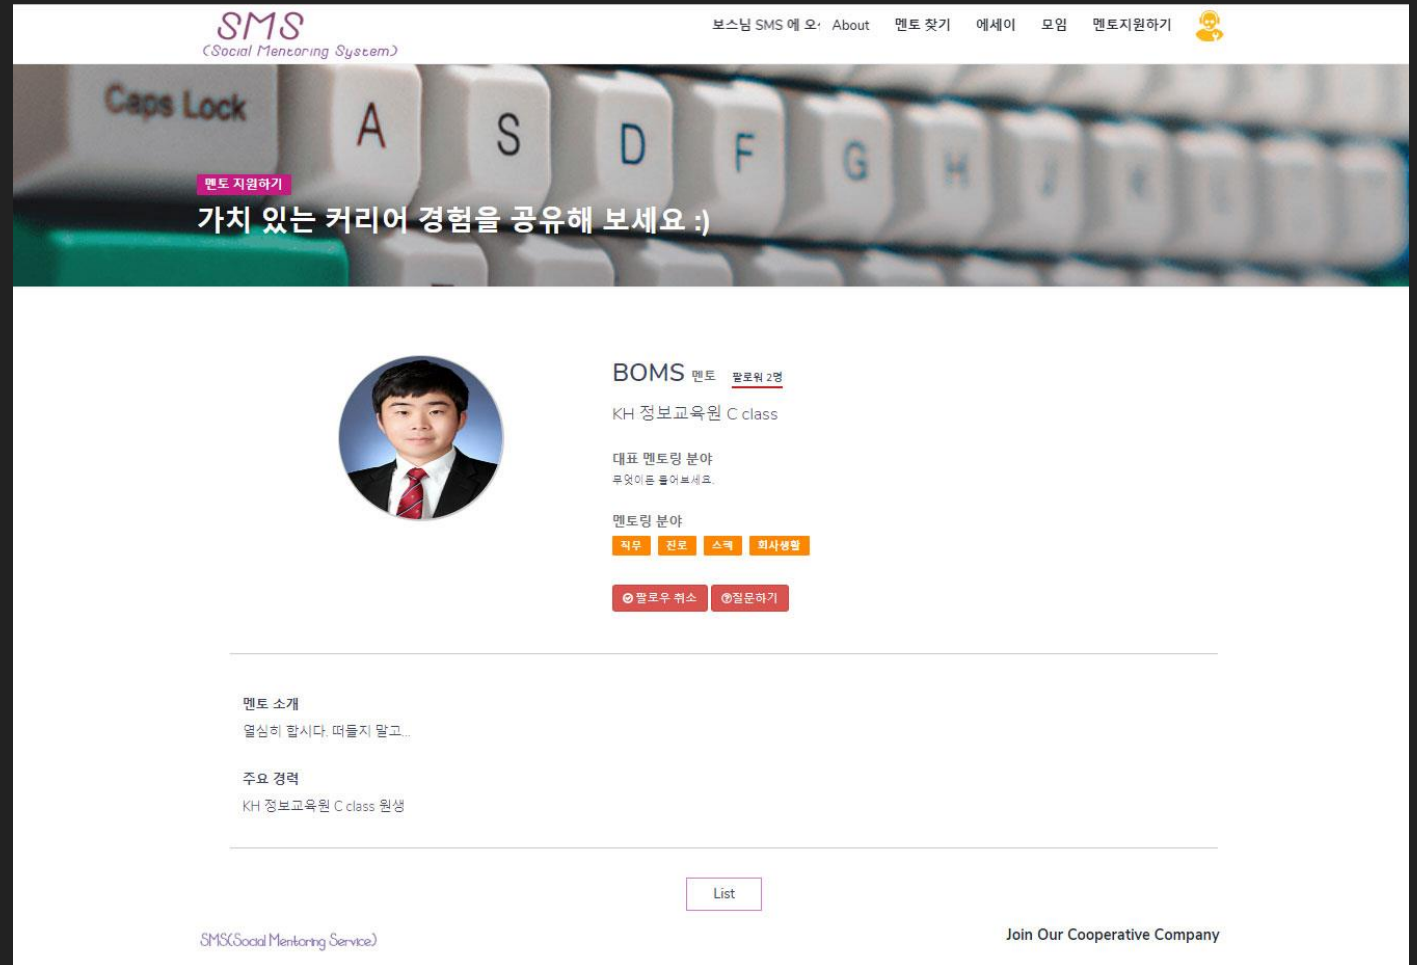 SMS
(Social Mentoring System)
보스님 SMS 에 오
About
멘토 찾기
에세이
모임
멘토지원하기
Caps Lock
A
S
D
F
G
H
J
K
L
멘토 지원하기
가치 있는 커리어 경험을 공유해 보세요 :)
BOMS 멘토 팔로워 2명
KH 정보교육원 C class
대표 멘토링 분야
무엇이든 물어보세요.
멘토링 분야
직무 진로 스펙 회사생활
팔로우 취소 질문하기
멘토 소개
열심히 합시다. 떠들지 말고...
주요 경력
KH 정보교육원 C class 원생
List
SMS(Social Mentoring Service)
Join Our Cooperative Company